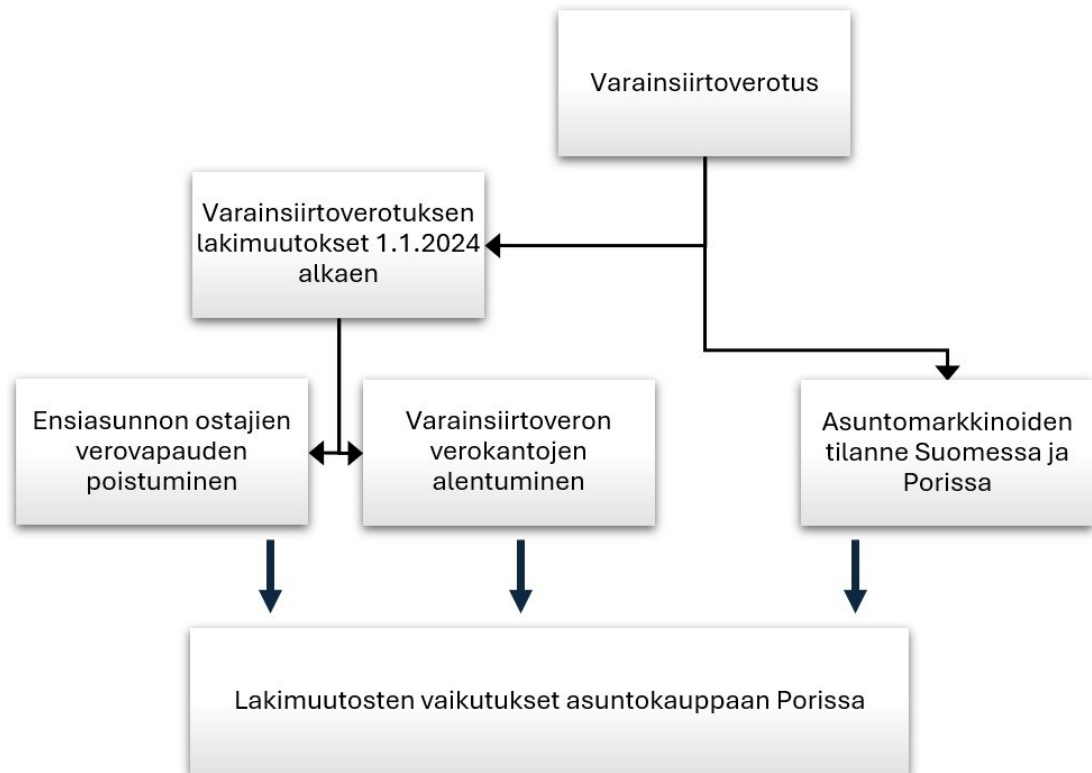 Varainsiirtoverotus
Varainsiirtoverotuksen
lakimuutokset 1.1.2024
alkaen
Ensiasunnon ostajien
verovapauden
poistuminen
Varainsiirtoveron
verokantojen
alentuminen
Asuntomarkkinoiden
tilanne Suomessa ja
Porissa
Lakimuutosten vaikutukset asuntokauppaan Porissa